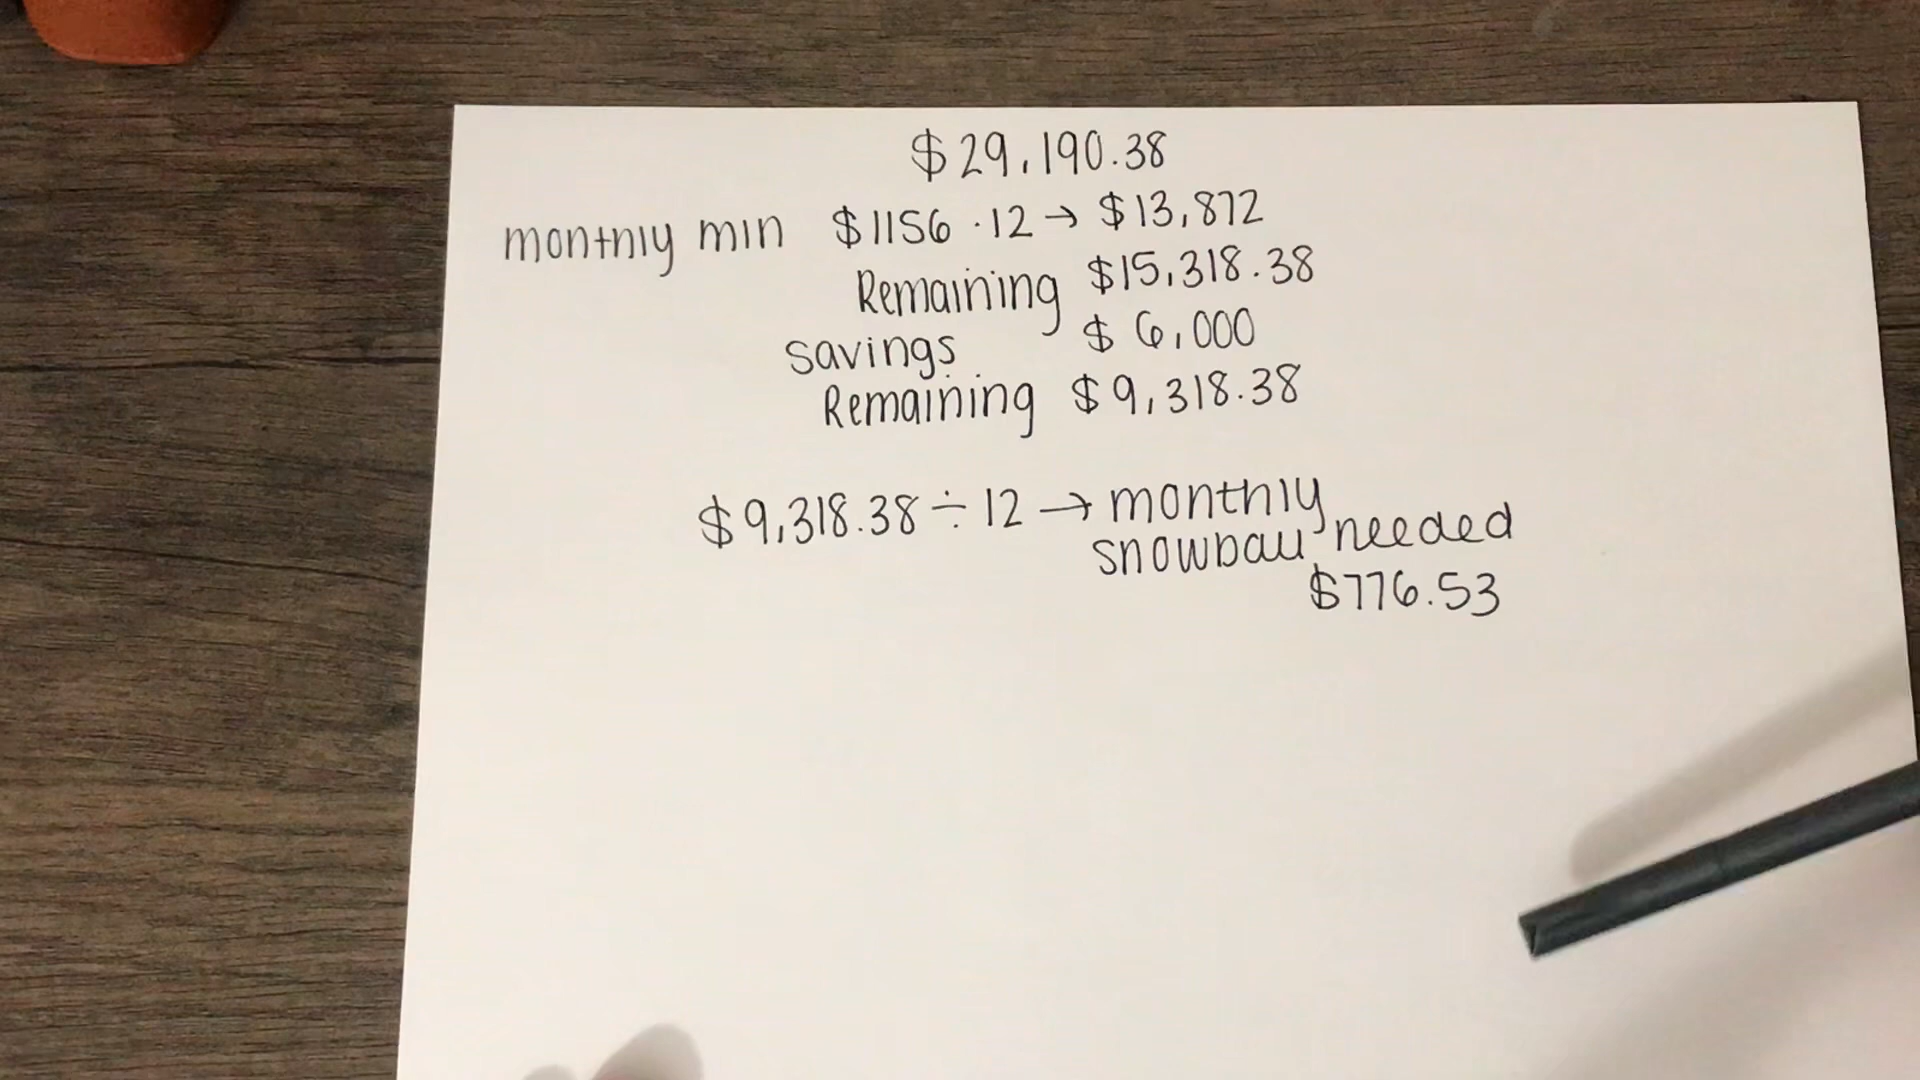 $29,190.38
monthly min $1156 · 12 → $13,872
Remaining $15,318.38
savings $6,000
Remaining $9,318.38
$9,318.38 ÷ 12 → monthly
snowball needed
$776.53